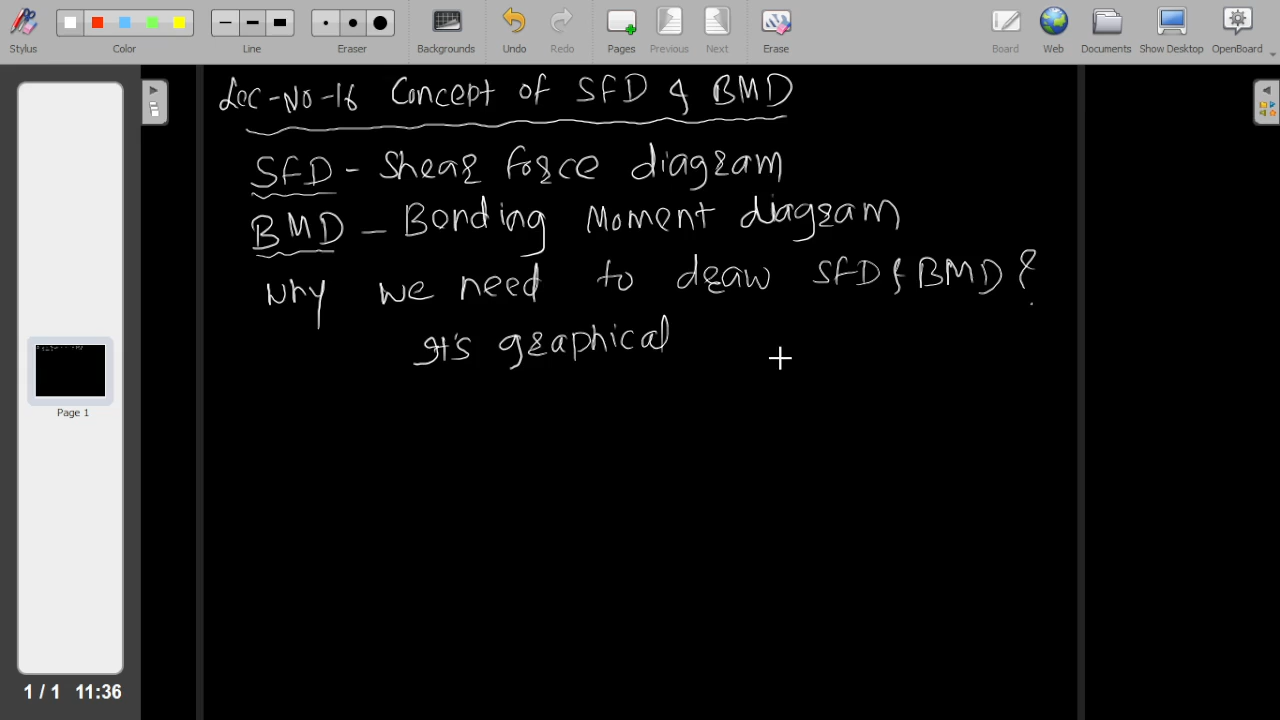 Stylus
Color
Line
Eraser
Backgrounds
Undo
Redo
Pages
Previous
Next
Erase
Board
Web
Documents
Show Desktop
OpenBoard
Lec-No-16 Concept of SFD & BMD
SFD - Shear force diagram
BMD - Bending Moment diagram
Why we need to draw SFD & BMD?
It's graphical
Page 1
1 / 1 11:36